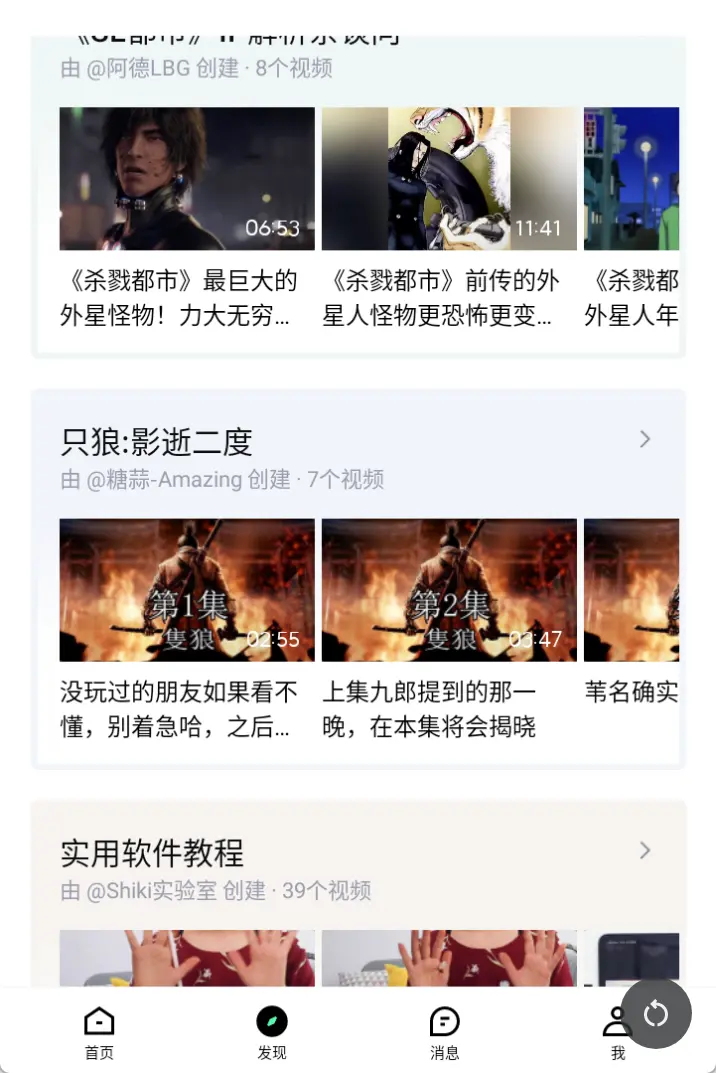 由 @阿德LBG 创建 · 8个视频
06:53
11:41
《杀戮都市》最巨大的
外星怪物！力大无穷...
《杀戮都市》前传的外
星人怪物更恐怖更变...
《杀戮都
外星人年
只狼:影逝二度
由 @糖蒜-Amazing 创建 · 7个视频
第1集
隻狼
02:55
第2集
隻狼
03:47
没玩过的朋友如果看不
懂，别着急哈，之后...
上集九郎提到的那一
晚，在本集将会揭晓
苇名确实
实用软件教程
由 @Shiki实验室 创建 · 39个视频
首页
发现
消息
我